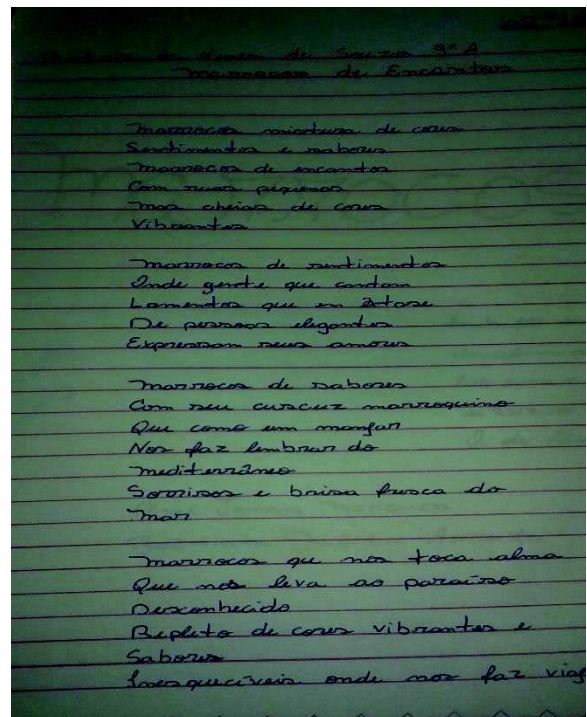 de Souza 9º A
Marrocos de Encantos
Marrocos mistura de cores
Sentimentos e sabores
Marrocos de encantos
Com ruas pequenas
Mas cheias de cores
Vibrantes
Marrocos de sentimentos
Onde gente que cantam
Lamentos que em
De pessoas elegantes
Expressam seus amores
Marrocos de sabores
Com seu cuscuz marroquino
Que como um manjar
Nos faz lembrar do
Mediterrâneo
Sorrisos e brisa fresca do
Mar
Marrocos que nos toca alma
Que nos leva ao paraíso
Desconhecido
Repleto de cores vibrantes e
Sabores
Inesquecíveis onde nos faz viaj